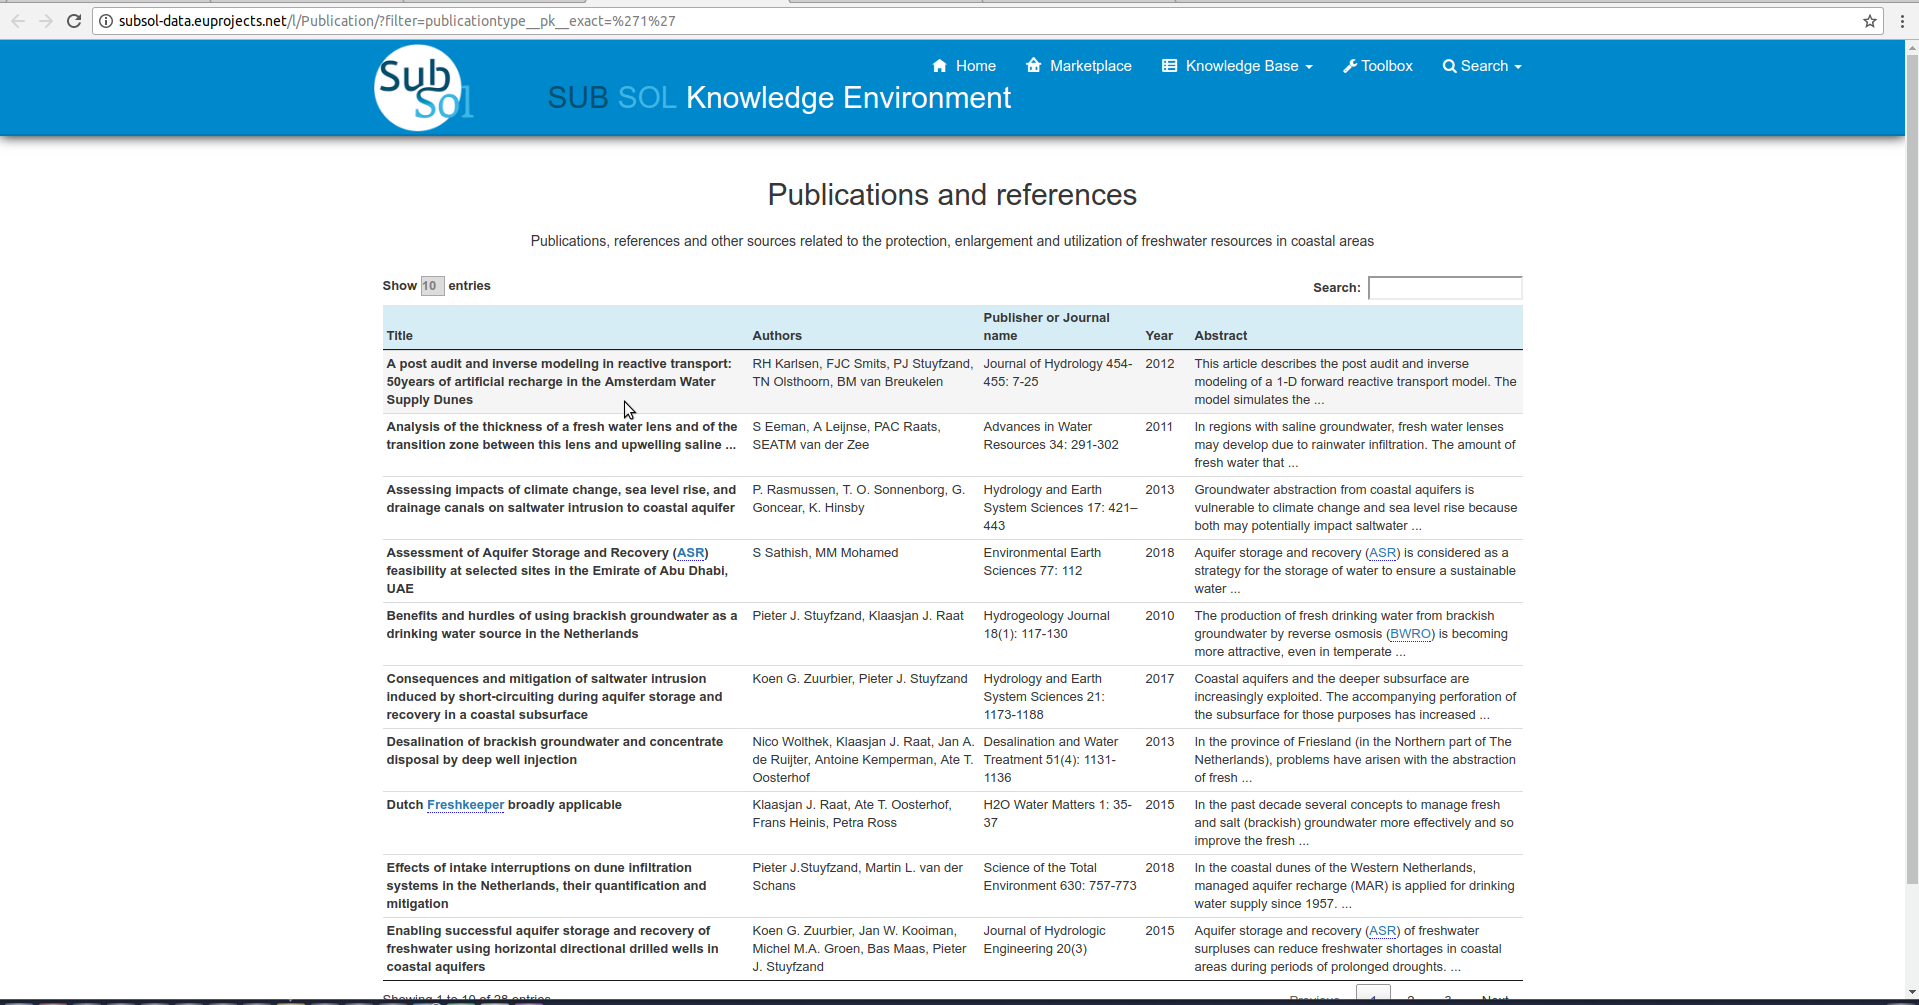 subsol-data.euprojects.net/l/Publication/?filter=publicationtype__pk__exact=%271%27
Sub
Sol
Home Marketplace Knowledge Base Toolbox Search
SUB SOL Knowledge Environment
Publications and references
Publications, references and other sources related to the protection, enlargement and utilization of freshwater resources in coastal areas
Show 10 entries Search:
Publisher or Journal
Title Authors name Year Abstract
A post audit and inverse modeling in reactive transport: RH Karlsen, FJC Smits, PJ Stuyfzand, Journal of Hydrology 454- 2012 This article describes the post audit and inverse
50years of artificial recharge in the Amsterdam Water TN Olsthoorn, BM van Breukelen 455: 7-25 modeling of a 1-D forward reactive transport model. The
Supply Dunes model simulates the ...
Analysis of the thickness of a fresh water lens and of the S Eeman, A Leijnse, PAC Raats, Advances in Water 2011 In regions with saline groundwater, fresh water lenses
transition zone between this lens and upwelling saline ... SEATM van der Zee Resources 34: 291-302 may develop due to rainwater infiltration. The amount of
fresh water that ...
Assessing impacts of climate change, sea level rise, and P. Rasmussen, T. O. Sonnenborg, G. Hydrology and Earth 2013 Groundwater abstraction from coastal aquifers is
drainage canals on saltwater intrusion to coastal aquifer Goncear, K. Hinsby System Sciences 17: 421– vulnerable to climate change and sea level rise because
443 both may potentially impact saltwater ...
Assessment of Aquifer Storage and Recovery (ASR) S Sathish, MM Mohamed Environmental Earth 2018 Aquifer storage and recovery (ASR) is considered as a
feasibility at selected sites in the Emirate of Abu Dhabi, Sciences 77: 112 strategy for the storage of water to ensure a sustainable
UAE water ...
Benefits and hurdles of using brackish groundwater as a Pieter J. Stuyfzand, Klaasjan J. Raat Hydrogeology Journal 2010 The production of fresh drinking water from brackish
drinking water source in the Netherlands 18(1): 117-130 groundwater by reverse osmosis (BWRO) is becoming
more attractive, even in temperate ...
Consequences and mitigation of saltwater intrusion Koen G. Zuurbier, Pieter J. Stuyfzand Hydrology and Earth 2017 Coastal aquifers and the deeper subsurface are
induced by short-circuiting during aquifer storage and System Sciences 21: increasingly exploited. The accompanying perforation of
recovery in a coastal subsurface 1173-1188 the subsurface for those purposes has increased ...
Desalination of brackish groundwater and concentrate Nico Wolthek, Klaasjan J. Raat, Jan A. Desalination and Water 2013 In the province of Friesland (in the Northern part of The
disposal by deep well injection de Ruijter, Antoine Kemperman, Ate T. Treatment 51(4): 1131- Netherlands), problems have arisen with the abstraction
Oosterhof 1136 of fresh ...
Dutch Freshkeeper broadly applicable Klaasjan J. Raat, Ate T. Oosterhof, H2O Water Matters 1: 35- 2015 In the past decade several concepts to manage fresh
Frans Heinis, Petra Ross 37 and salt (brackish) groundwater more effectively and so
improve the fresh ...
Effects of intake interruptions on dune infiltration Pieter J.Stuyfzand, Martin L. van der Science of the Total 2018 In the coastal dunes of the Western Netherlands,
systems in the Netherlands, their quantification and Schans Environment 630: 757-773 managed aquifer recharge (MAR) is applied for drinking
mitigation water supply since 1957. ...
Enabling successful aquifer storage and recovery of Koen G. Zuurbier, Jan W. Kooiman, Journal of Hydrologic 2015 Aquifer storage and recovery (ASR) of freshwater
freshwater using horizontal directional drilled wells in Michel M.A. Groen, Bas Maas, Pieter Engineering 20(3) surpluses can reduce freshwater shortages in coastal
coastal aquifers J. Stuyfzand areas during periods of prolonged droughts. ...
Showing 1 to 10 of 28 entries Previous 1 2 3 Next